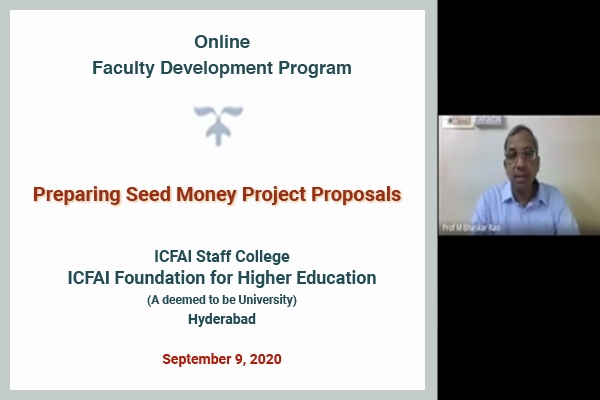 Online
Faculty Development Program
Preparing Seed Money Project Proposals
ICFAI Staff College
ICFAI Foundation for Higher Education
(A deemed to be University)
Hyderabad
September 9, 2020
Prof M Bhaskar Rao